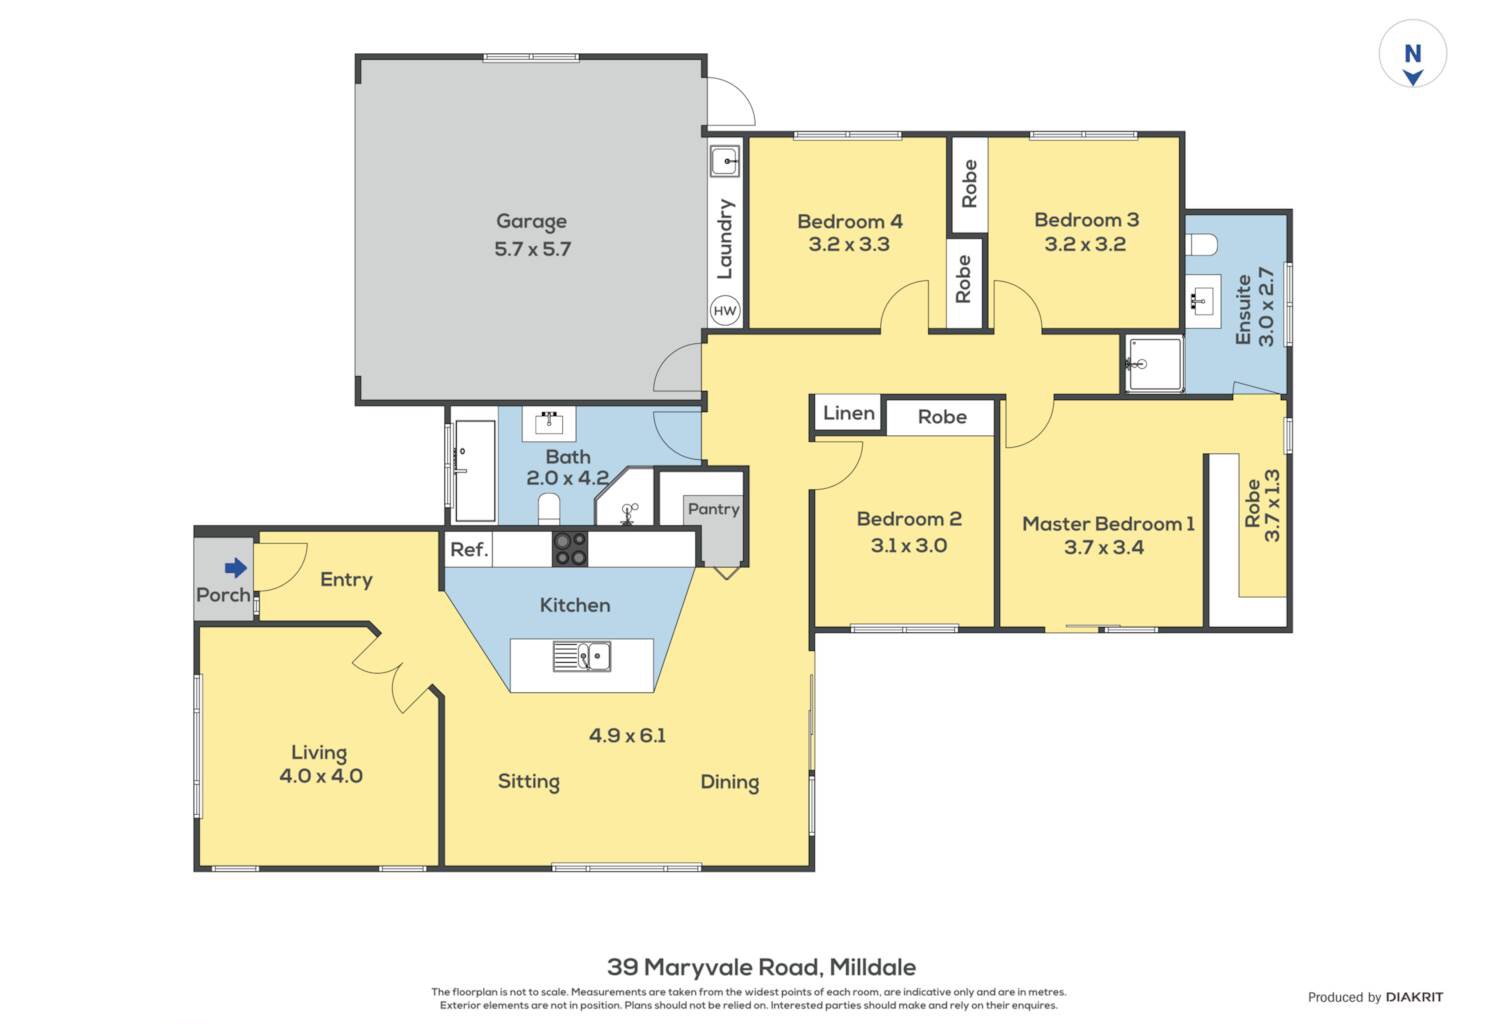 N
Garage
5.7 x 5.7
Laundry
HW
Bedroom 4
3.2 x 3.3
Robe
Robe
Bedroom 3
3.2 x 3.2
Ensuite
3.0 x 2.7
Linen
Robe
Bath
2.0 x 4.2
Pantry
Bedroom 2
3.1 x 3.0
Master Bedroom 1
3.7 x 3.4
Robe
3.7 x 1.3
Ref.
Porch
Entry
Kitchen
Living
4.0 x 4.0
4.9 x 6.1
Sitting
Dining
39 Maryvale Road, Milldale
The floorplan is not to scale. Measurements are taken from the widest points of each room, are indicative only and are in metres.
Exterior elements are not in position. Plans should not be relied on. Interested parties should make and rely on their enquires.
Produced by DIAKRIT